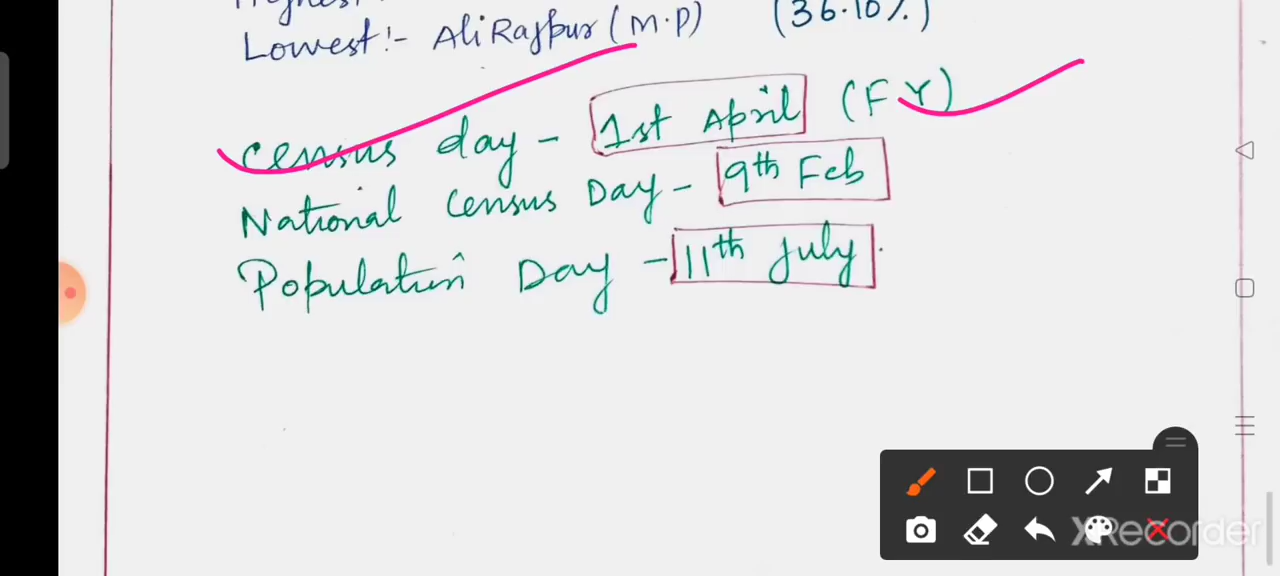 Highest
Lowest:- AliRajpur (M.P) (36.10%)
Census day - 1st April (FY)
National Census Day - 9th Feb
Population Day - 11th July.
XRecorder